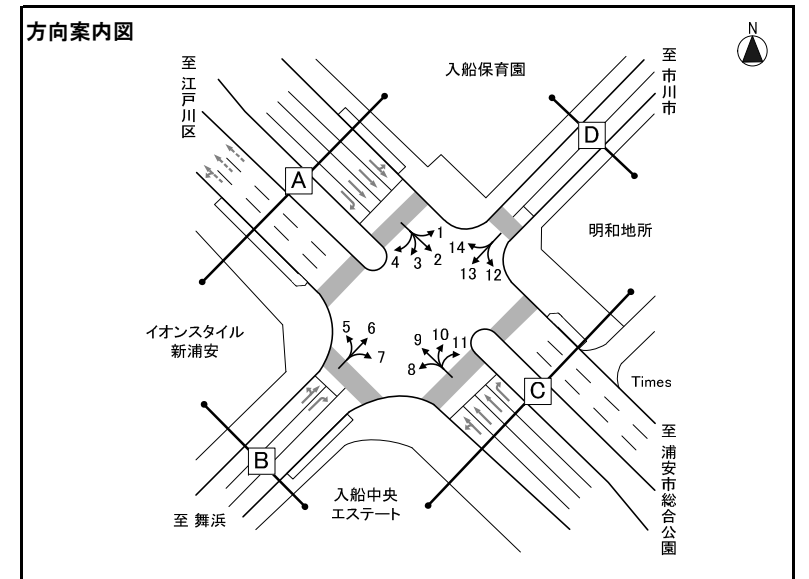 方向案内図
N
至 江戸川区
入船保育園
至 市川市
D
A
明和地所
1
2
3
4
14
13
12
イオンスタイル
新浦安
5
6
7
8
9
10
11
Times
C
B
至 浦安市総合公園
入船中央
エステート
至 舞浜